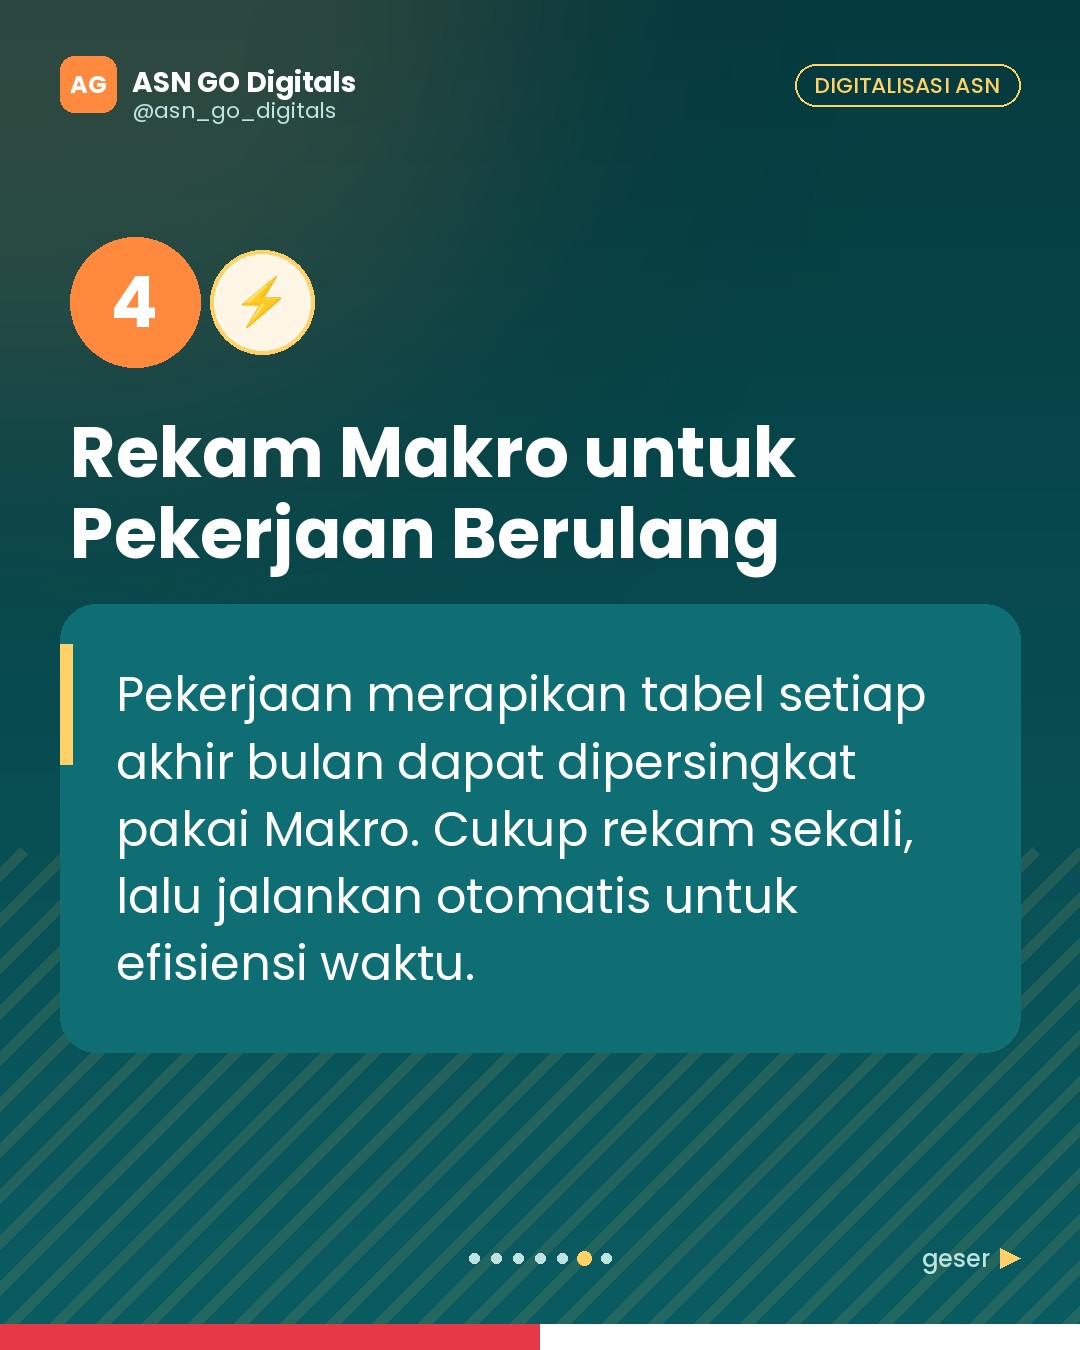 AG
ASN GO Digitals
@asn_go_digitals
DIGITALISASI ASN
4
Rekam Makro untuk
Pekerjaan Berulang
Pekerjaan merapikan tabel setiap
akhir bulan dapat dipersingkat
pakai Makro. Cukup rekam sekali,
lalu jalankan otomatis untuk
efisiensi waktu.
geser